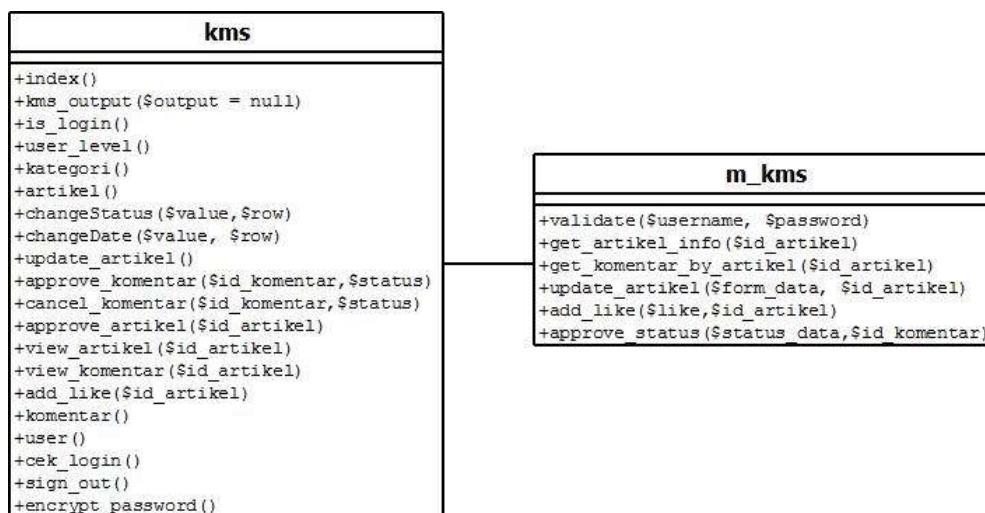 kms
+index()
+kms_output($output = null)
+is_login()
+user_level()
+kategori()
+artikel()
+changeStatus($value,$row)
+changeDate($value, $row)
+update_artikel()
+approve_komentar($id_komentar,$status)
+cancel_komentar($id_komentar,$status)
+approve_artikel($id_artikel)
+view_artikel($id_artikel)
+view_komentar($id_artikel)
+add_like($id_artikel)
+komentar()
+user()
+cek_login()
+sign_out()
+encrypt_password()
m_kms
+validate($username, $password)
+get_artikel_info($id_artikel)
+get_komentar_by_artikel($id_artikel)
+update_artikel($form_data, $id_artikel)
+add_like($like,$id_artikel)
+approve_status($status_data,$id_komentar)